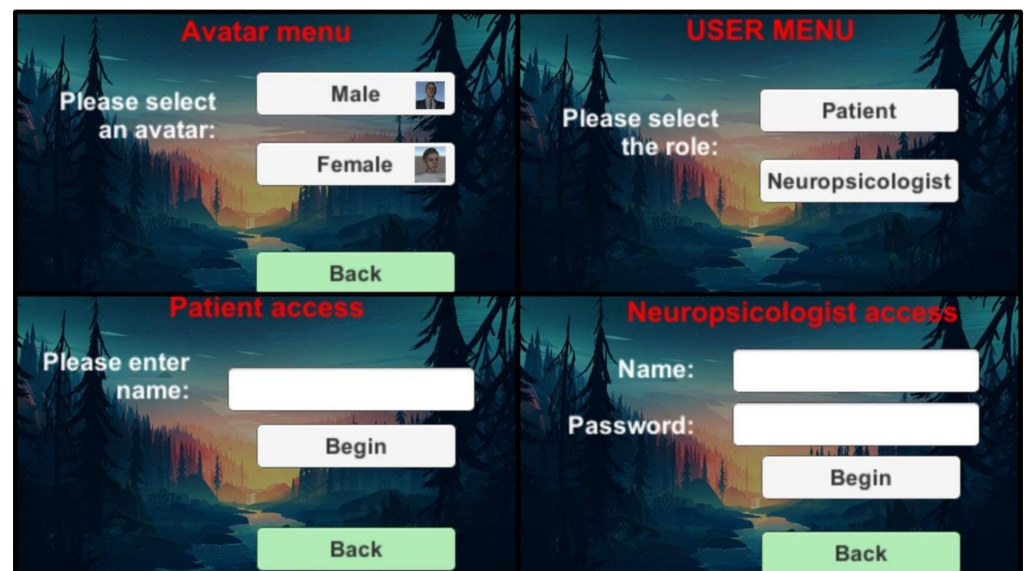 Avatar menu
Please select
an avatar:
Male
Female
Back
USER MENU
Please select
the role:
Patient
Neuropsicologist
Patient access
Please enter
name:
Begin
Back
Neuropsicologist access
Name:
Password:
Begin
Back